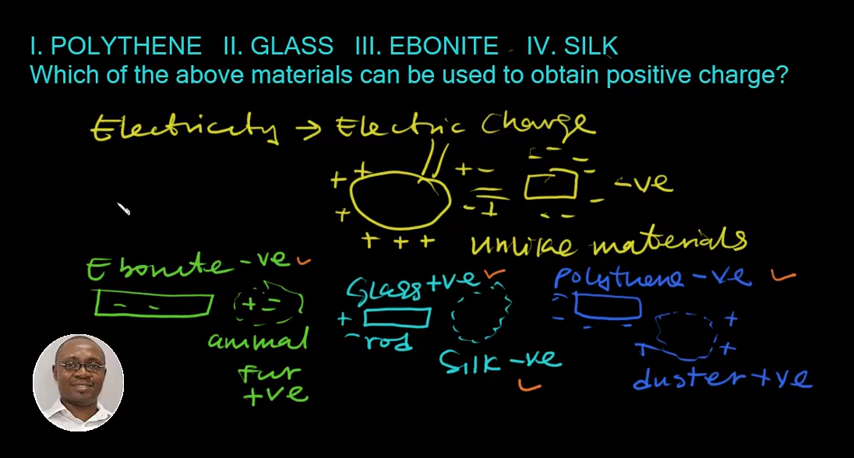 I. POLYTHENE II. GLASS III. EBONITE IV. SILK
Which of the above materials can be used to obtain positive charge?
Electricity → Electric Charge
+ + + - - - - - -
+ - + - -ve
+ + + + - -
Unlike materials
Ebonite -ve ✓
- - + -
animal
fur
+ve
Glass +ve ✓
+
- rod
Silk -ve
✓
Polythene -ve ✓
- - - - +
- +
duster +ve